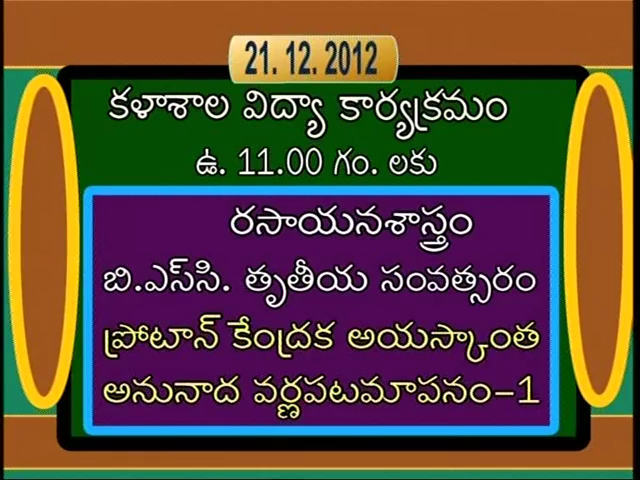 21. 12. 2012
కళాశాల విద్యా కార్యక్రమం
ఉ. 11.00 గం. లకు
రసాయనశాస్త్రం
బి.ఎస్‌సి. తృతీయ సంవత్సరం
ప్రోటాన్ కేంద్రక అయస్కాంత
అనునాద వర్ణపటమాపనం–1